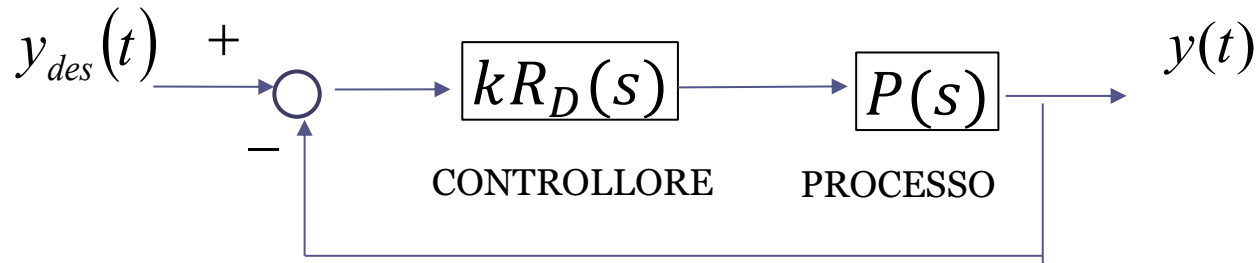 y_des(t) + y(t)
kR_D(s) P(s)
−
CONTROLLORE PROCESSO